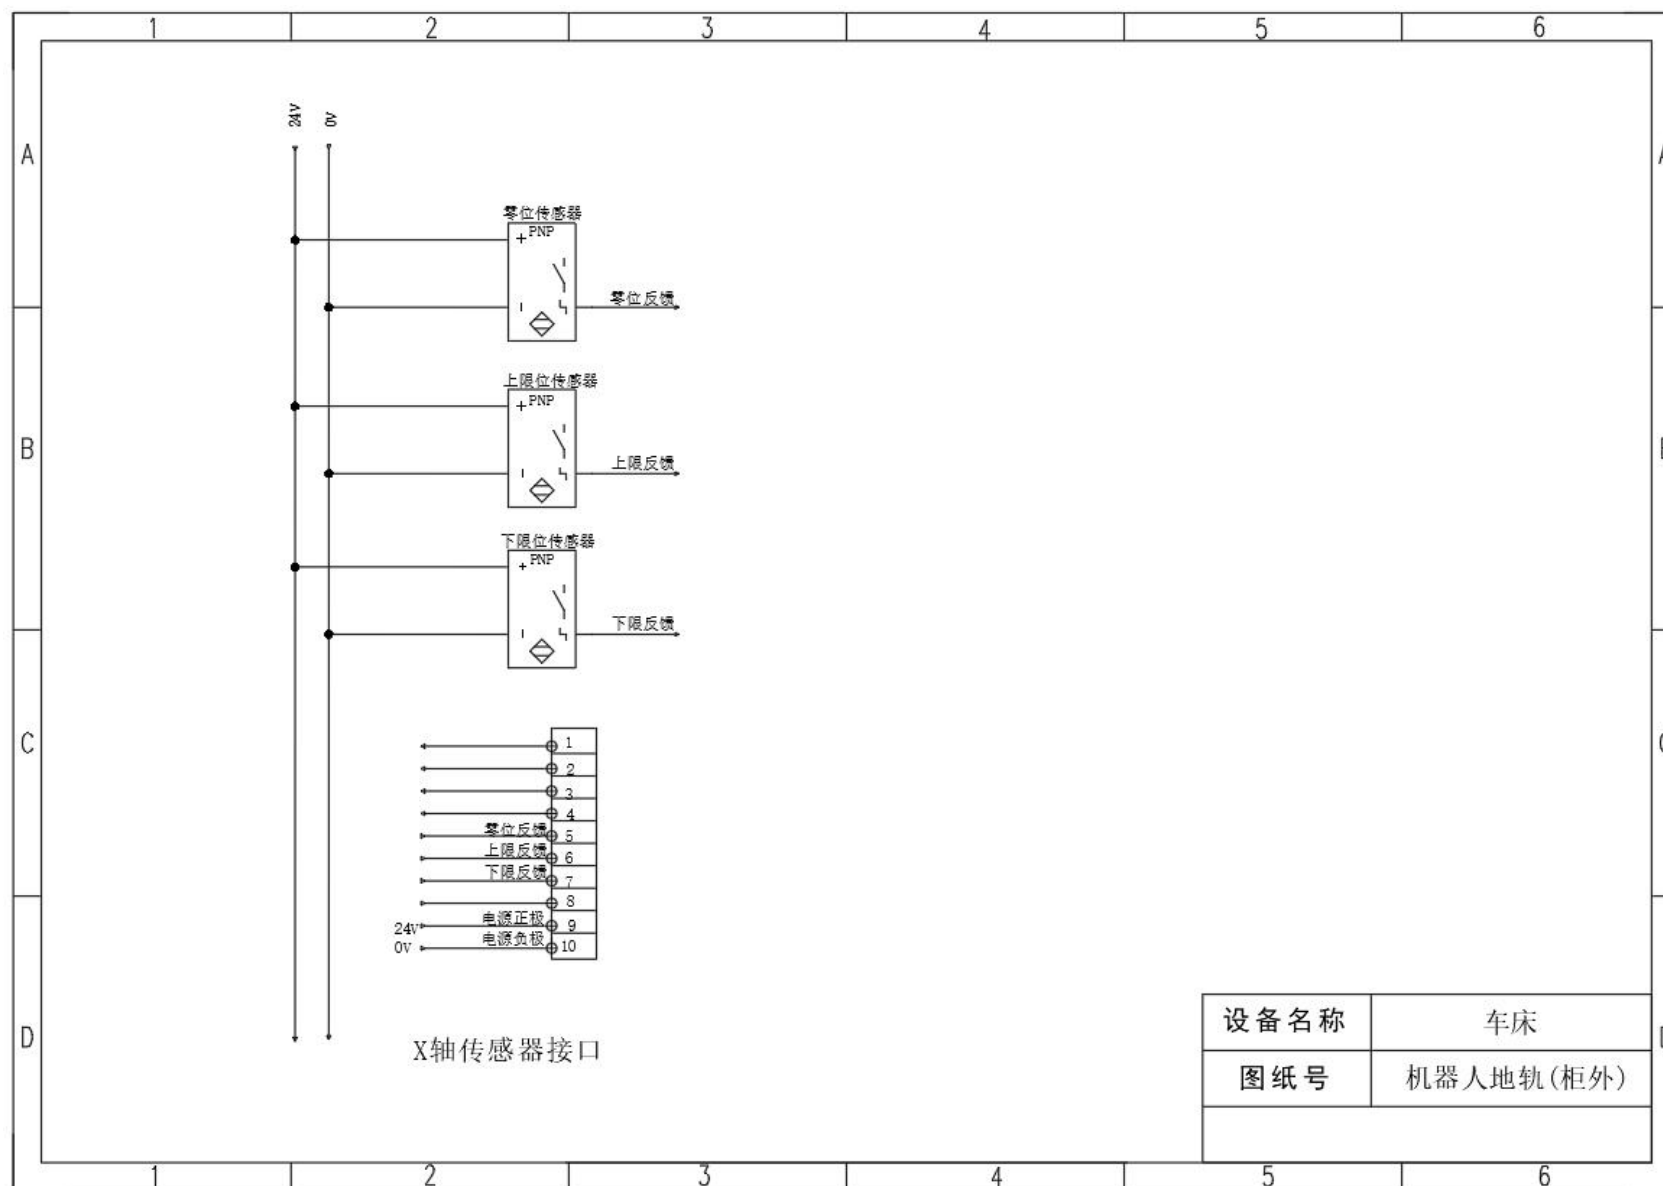 1 2 3 4 5 6
24V 0V
A
零位传感器
+ PNP
零位反馈
上限位传感器
+ PNP
B
上限反馈
下限位传感器
+ PNP
下限反馈
C
1
2
3
4
零位反馈 5
上限反馈 6
下限反馈 7
8
24V 电源正极 9
0V 电源负极 10
D
X轴传感器接口
设备名称 车床
图纸号 机器人地轨(柜外)
1 2 3 4 5 6